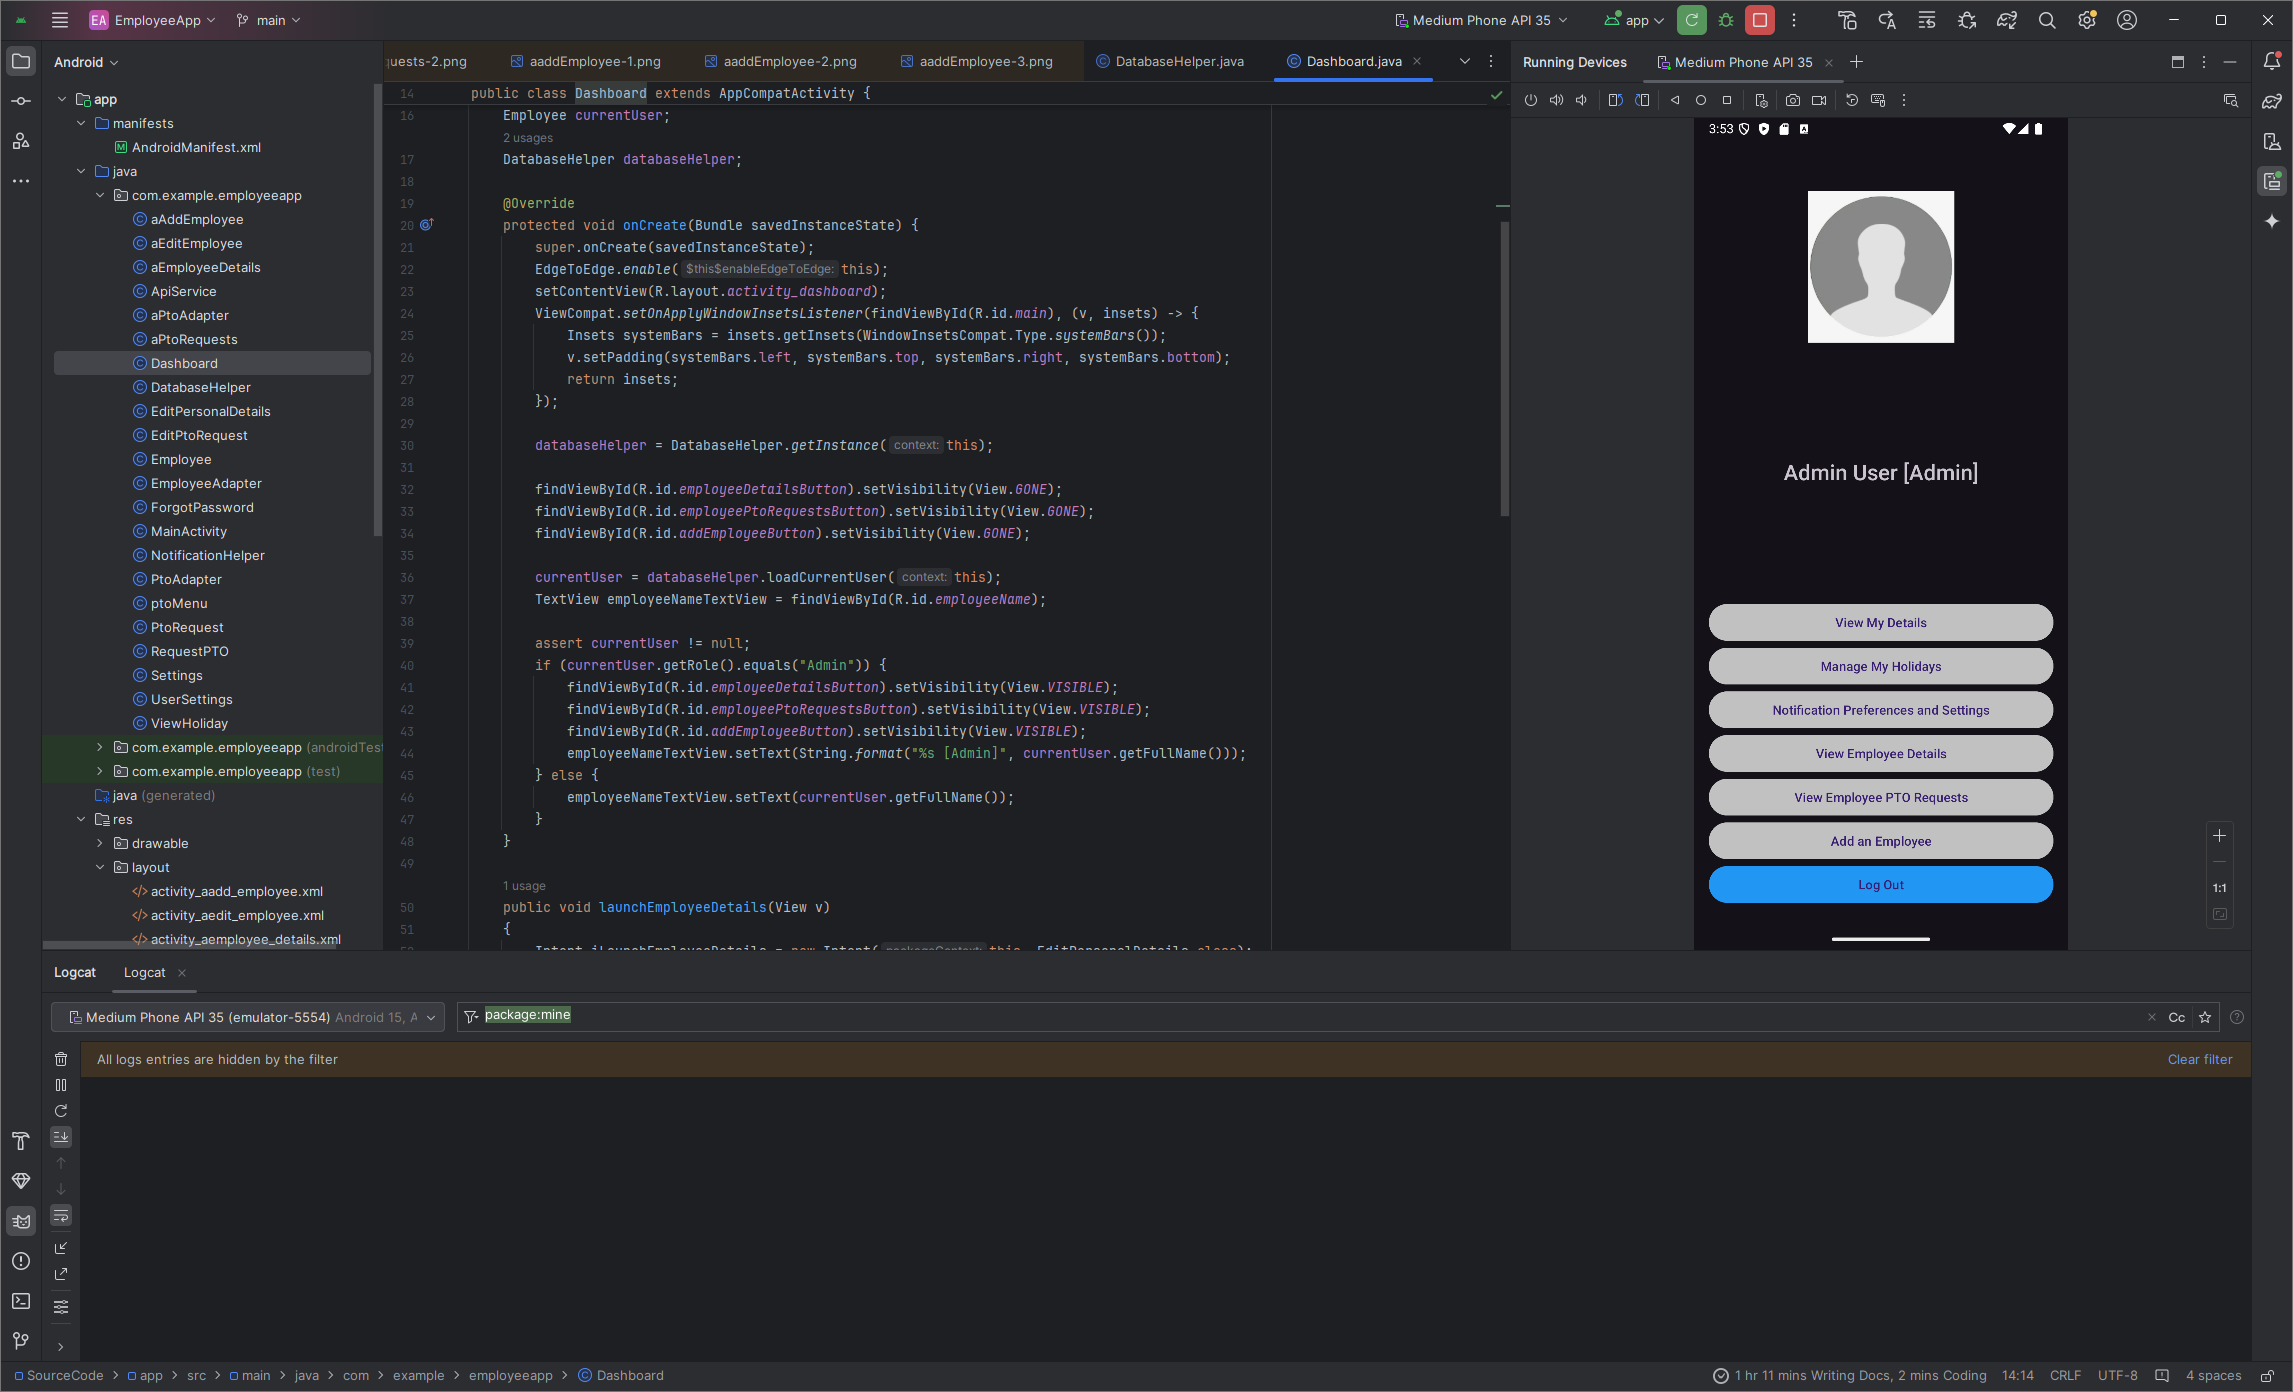 EA EmployeeApp main Medium Phone API 35 app
Android
app
manifests
AndroidManifest.xml
java
com.example.employeeapp
aAddEmployee
aEditEmployee
aEmployeeDetails
ApiService
aPtoAdapter
aPtoRequests
Dashboard
DatabaseHelper
EditPersonalDetails
EditPtoRequest
Employee
EmployeeAdapter
ForgotPassword
MainActivity
NotificationHelper
PtoAdapter
ptoMenu
PtoRequest
RequestPTO
Settings
UserSettings
ViewHoliday
com.example.employeeapp (androidTest
com.example.employeeapp (test)
java (generated)
res
drawable
layout
activity_aadd_employee.xml
activity_aedit_employee.xml
activity_aemployee_details.xml
quests-2.png aaddEmployee-1.png aaddEmployee-2.png aaddEmployee-3.png DatabaseHelper.java Dashboard.java
14 public class Dashboard extends AppCompatActivity {
16 Employee currentUser;
2 usages
17 DatabaseHelper databaseHelper;
18
19 @Override
20 protected void onCreate(Bundle savedInstanceState) {
21 super.onCreate(savedInstanceState);
22 EdgeToEdge.enable( $this$enableEdgeToEdge: this);
23 setContentView(R.layout.activity_dashboard);
24 ViewCompat.setOnApplyWindowInsetsListener(findViewById(R.id.main), (v, insets) -> {
25 Insets systemBars = insets.getInsets(WindowInsetsCompat.Type.systemBars());
26 v.setPadding(systemBars.left, systemBars.top, systemBars.right, systemBars.bottom);
27 return insets;
28 });
29
30 databaseHelper = DatabaseHelper.getInstance( context: this);
31
32 findViewById(R.id.employeeDetailsButton).setVisibility(View.GONE);
33 findViewById(R.id.employeePtoRequestsButton).setVisibility(View.GONE);
34 findViewById(R.id.addEmployeeButton).setVisibility(View.GONE);
35
36 currentUser = databaseHelper.loadCurrentUser( context: this);
37 TextView employeeNameTextView = findViewById(R.id.employeeName);
38
39 assert currentUser != null;
40 if (currentUser.getRole().equals("Admin")) {
41 findViewById(R.id.employeeDetailsButton).setVisibility(View.VISIBLE);
42 findViewById(R.id.employeePtoRequestsButton).setVisibility(View.VISIBLE);
43 findViewById(R.id.addEmployeeButton).setVisibility(View.VISIBLE);
44 employeeNameTextView.setText(String.format("%s [Admin]", currentUser.getFullName()));
45 } else {
46 employeeNameTextView.setText(currentUser.getFullName());
47 }
48 }
49
1 usage
50 public void launchEmployeeDetails(View v)
51 {
Intent iLaunchEmployeeDetails = new Intent( packageContext: this, EditPersonalDetails.class);
Running Devices Medium Phone API 35
3:53
Admin User [Admin]
View My Details
Manage My Holidays
Notification Preferences and Settings
View Employee Details
View Employee PTO Requests
Add an Employee
Log Out
1:1
Logcat Logcat
Medium Phone API 35 (emulator-5554) Android 15, A package:mine Cc
All logs entries are hidden by the filter Clear filter
SourceCode app src main java com example employeeapp Dashboard 1 hr 11 mins Writing Docs, 2 mins Coding 14:14 CRLF UTF-8 4 spaces